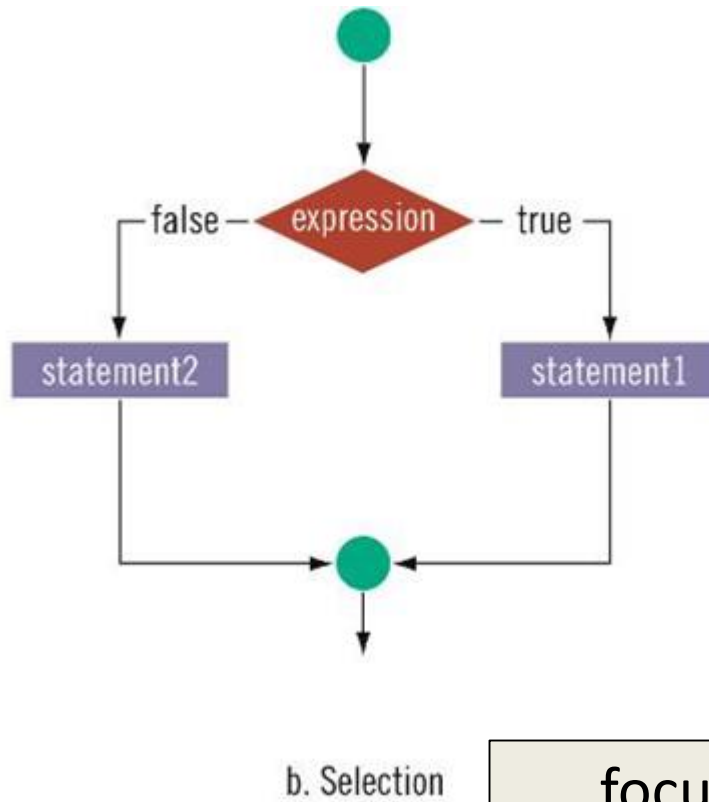 expression
false
true
statement2
statement1
b. Selection